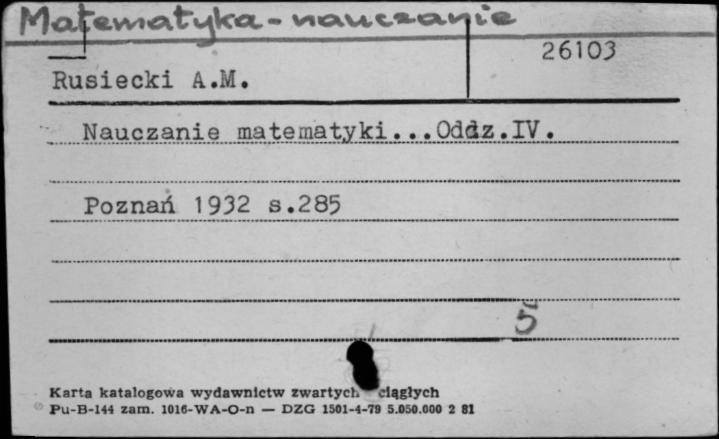 Matematyka - nauczanie
26103
Rusiecki A.M.
Nauczanie matematyki...Oddz.IV.
Poznań 1932 s.285
5
Karta katalogowa wydawnictw zwartych ciągłych
Pu-B-144 zam. 1016-WA-O-n — DZG 1501-4-79 5.050.000 2 81